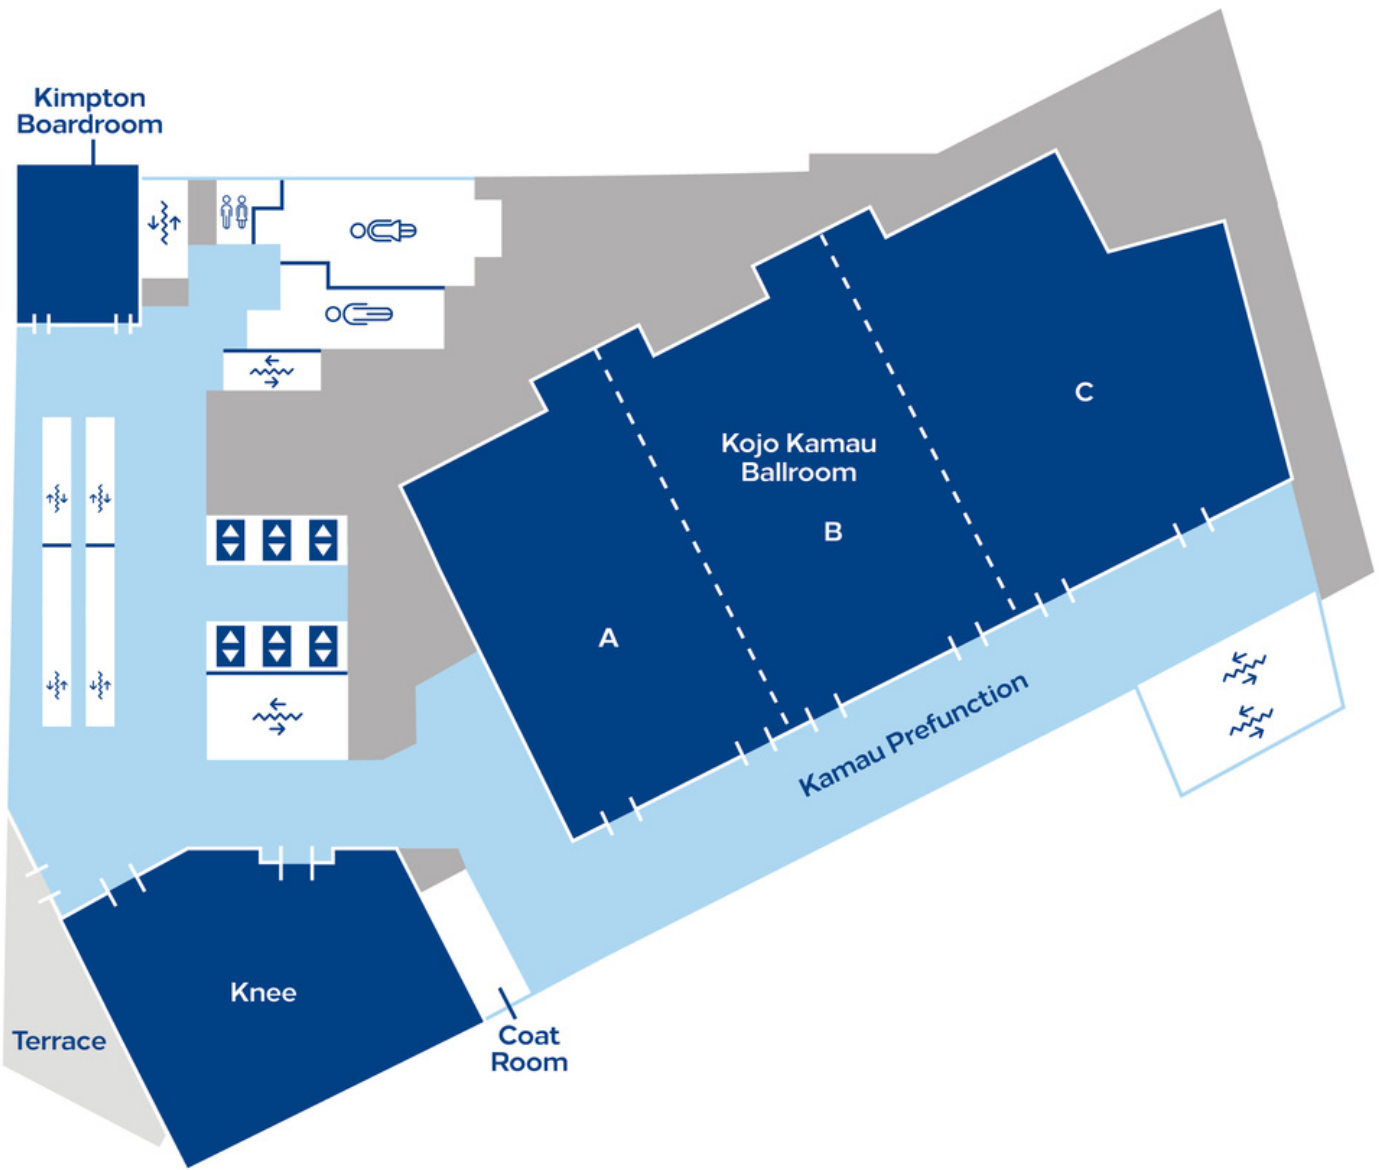 Kimpton
Boardroom
C
Kojo Kamau
Ballroom
B
A
Kamau Prefunction
Knee
Terrace
Coat
Room